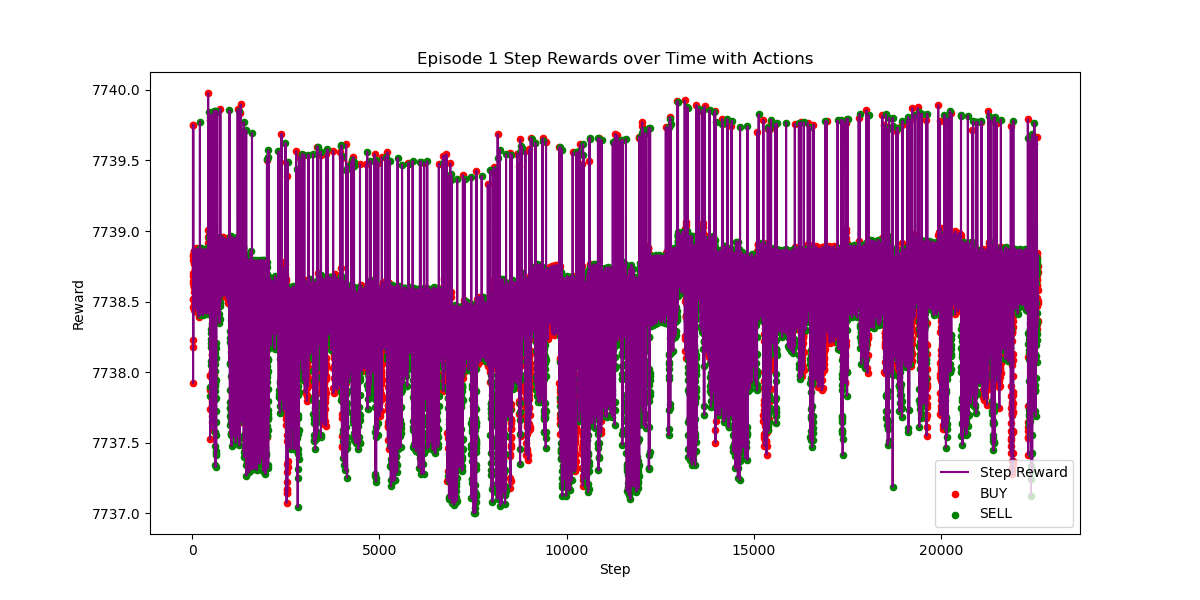 Episode 1 Step Rewards over Time with Actions
7740.0
7739.5
7739.0
7738.5
7738.0
7737.5
7737.0
Reward
Step Reward
BUY
SELL
0 5000 10000 15000 20000
Step